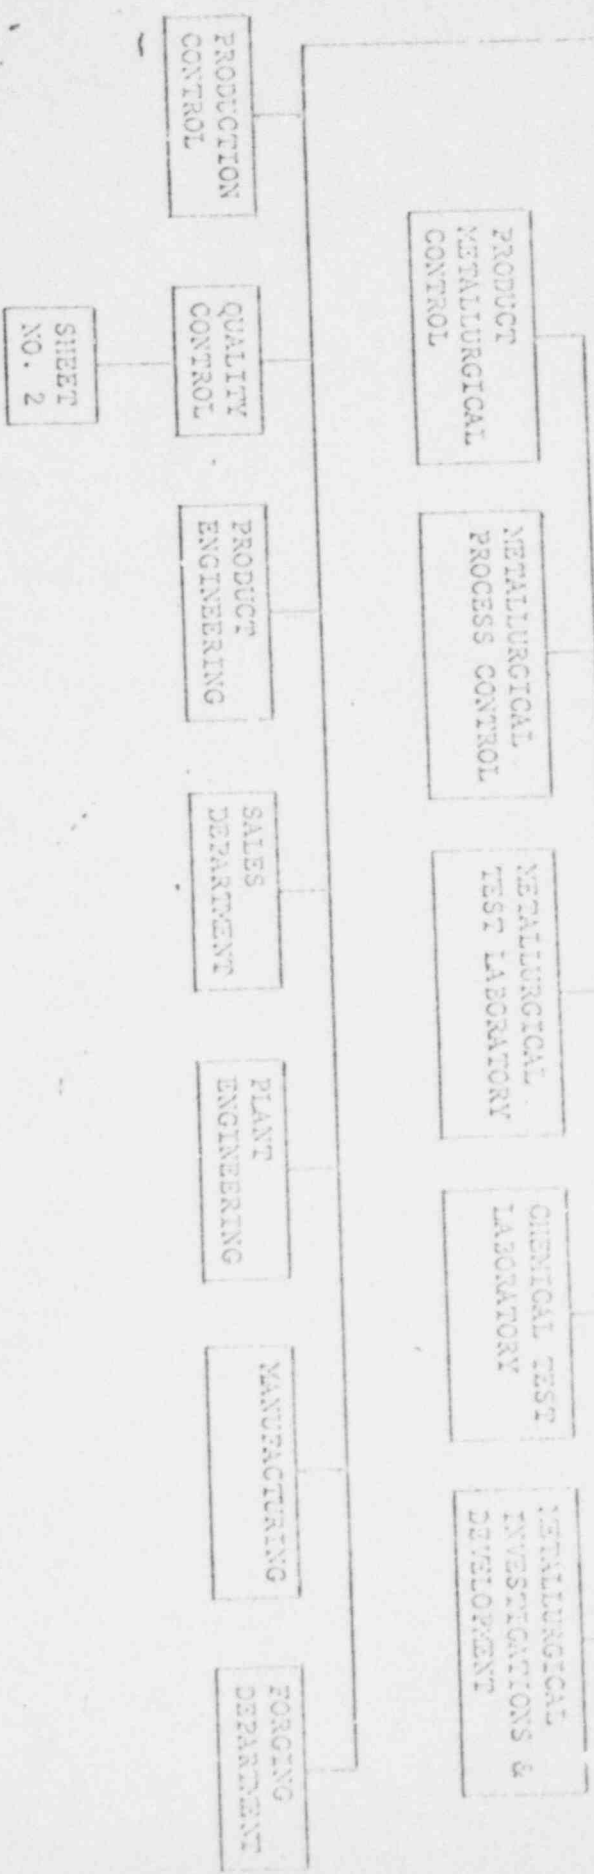 PRODUCT
METALLURGICAL
CONTROL
METALLURGICAL
PROCESS CONTROL
METALLURGICAL
TEST LABORATORY
CHEMICAL TEST
LABORATORY
METALLURGICAL
INVESTIGATIONS &
DEVELOPMENT
PRODUCTION
CONTROL
QUALITY
CONTROL
PRODUCT
ENGINEERING
SALES
DEPARTMENT
PLANT
ENGINEERING
MANUFACTURING
FORGING
DEPARTMENT
SHEET
NO. 2